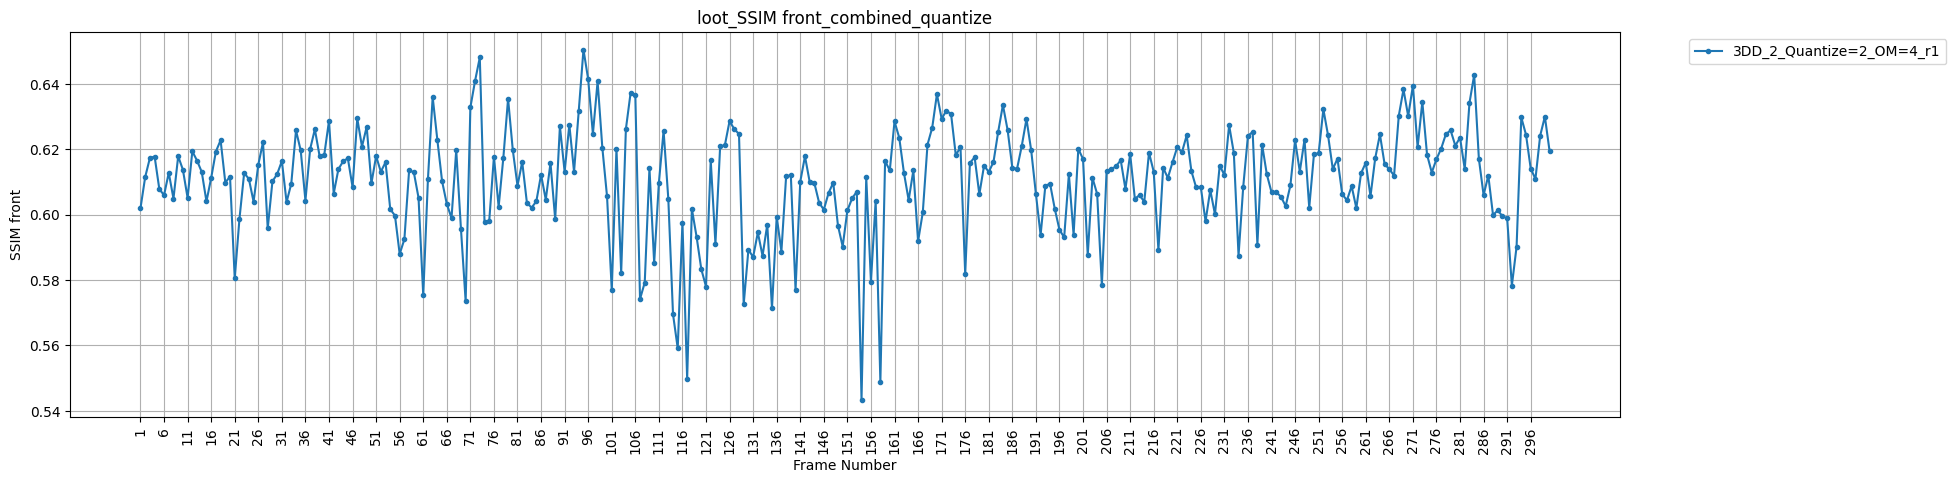 loot_SSIM front_combined_quantize
3DD_2_Quantize=2_OM=4_r1
SSIM front
0.64
0.62
0.60
0.58
0.56
0.54
1 6 11 16 21 26 31 36 41 46 51 56 61 66 71 76 81 86 91 96 101 106 111 116 121 126 131 136 141 146 151 156 161 166 171 176 181 186 191 196 201 206 211 216 221 226 231 236 241 246 251 256 261 266 271 276 281 286 291 296
Frame Number